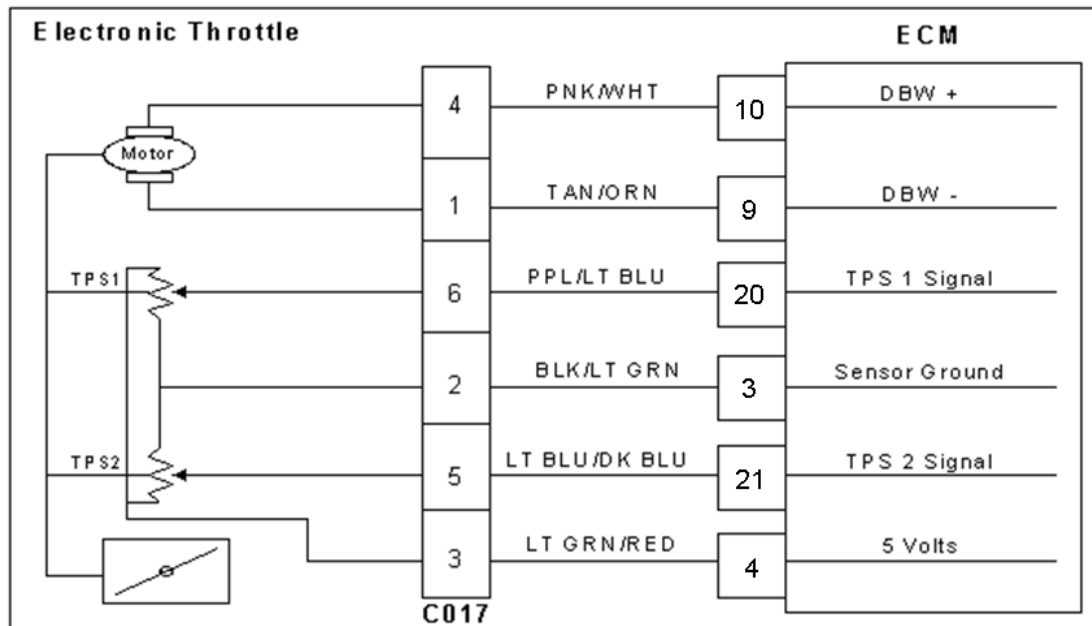 Electronic Throttle
ECM
4 PNK/WHT 10 DBW +
Motor
1 TAN/ORN 9 DBW -
TPS1 6 PPL/LT BLU 20 TPS 1 Signal
2 BLK/LT GRN 3 Sensor Ground
TPS2 5 LT BLU/DK BLU 21 TPS 2 Signal
3 LT GRN/RED 4 5 Volts
C017